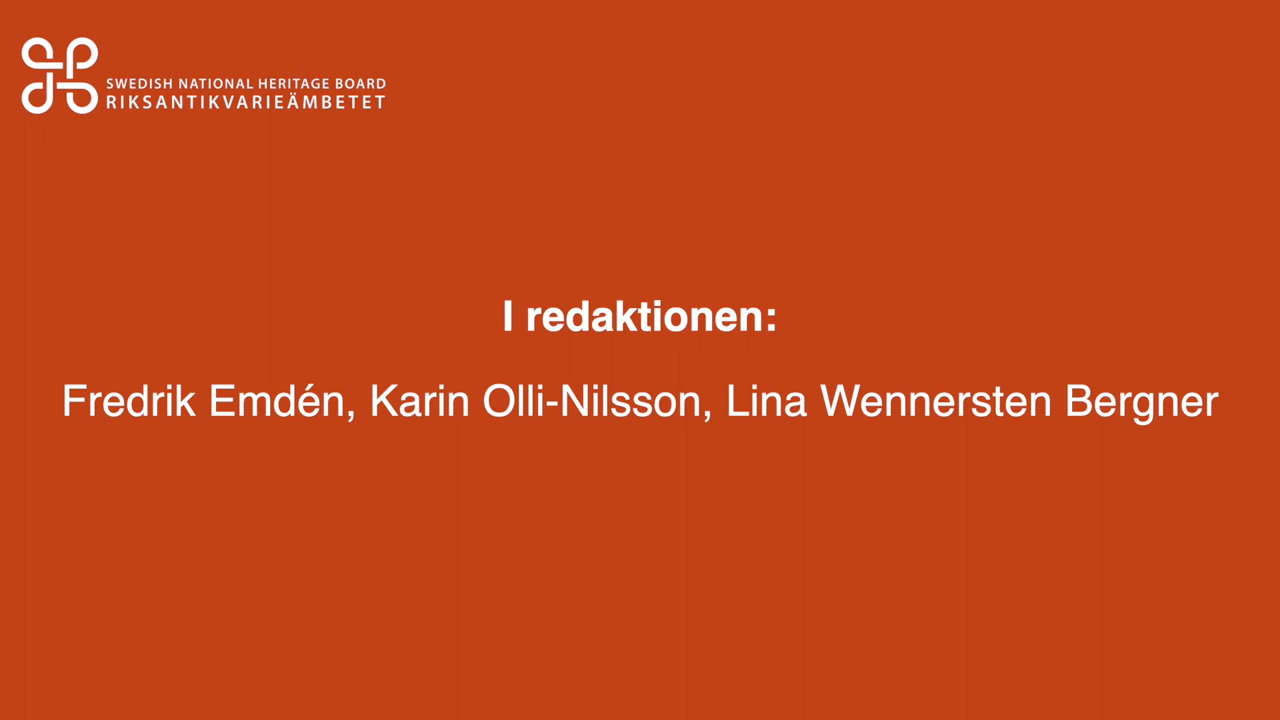 SWEDISH NATIONAL HERITAGE BOARD
RIKSANTIKVARIEÄMBETET
I redaktionen:
Fredrik Emdén, Karin Olli-Nilsson, Lina Wennersten Bergner